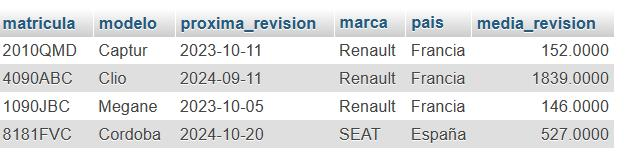 matricula modelo proxima_revision marca pais media_revision
2010QMD Captur 2023-10-11 Renault Francia 152.0000
4090ABC Clio 2024-09-11 Renault Francia 1839.0000
1090JBC Megane 2023-10-05 Renault Francia 146.0000
8181FVC Cordoba 2024-10-20 SEAT España 527.0000